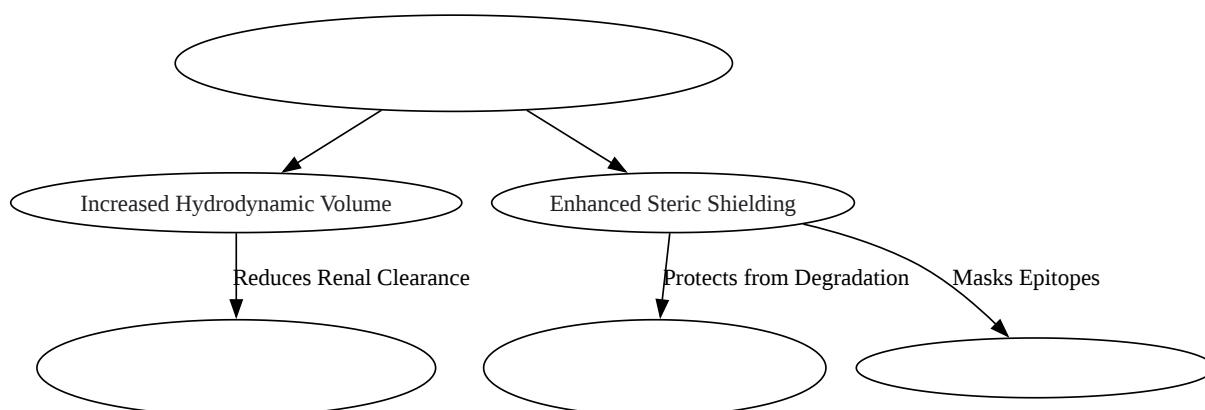 Increased Hydrodynamic Volume
Enhanced Steric Shielding
Reduces Renal Clearance
Protects from Degradation
Masks Epitopes